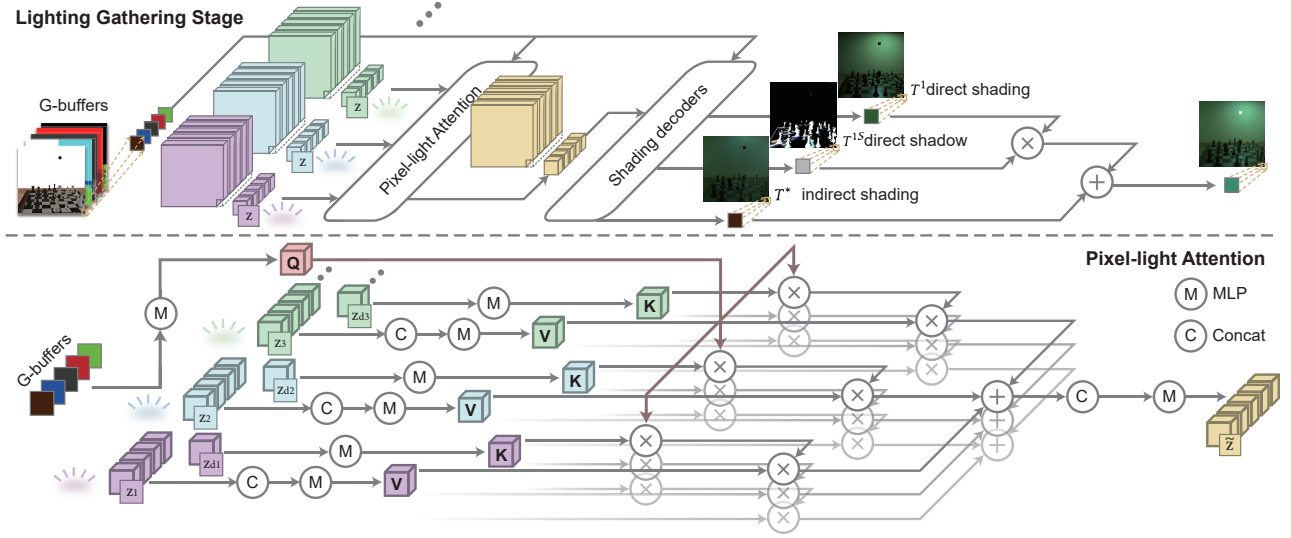 Lighting Gathering Stage
G-buffers
z
z
z
Pixel-light Attention
Shading decoders
T¹direct shading
T¹ˢdirect shadow
T* indirect shading
×
+
Pixel-light Attention
M MLP
C Concat
Q
M
G-buffers
z3
zd3
M
K
C
M
V
z2
zd2
M
K
C
M
V
z1
zd1
M
K
C
M
V
×
×
×
×
×
×
+
C
M
z̃